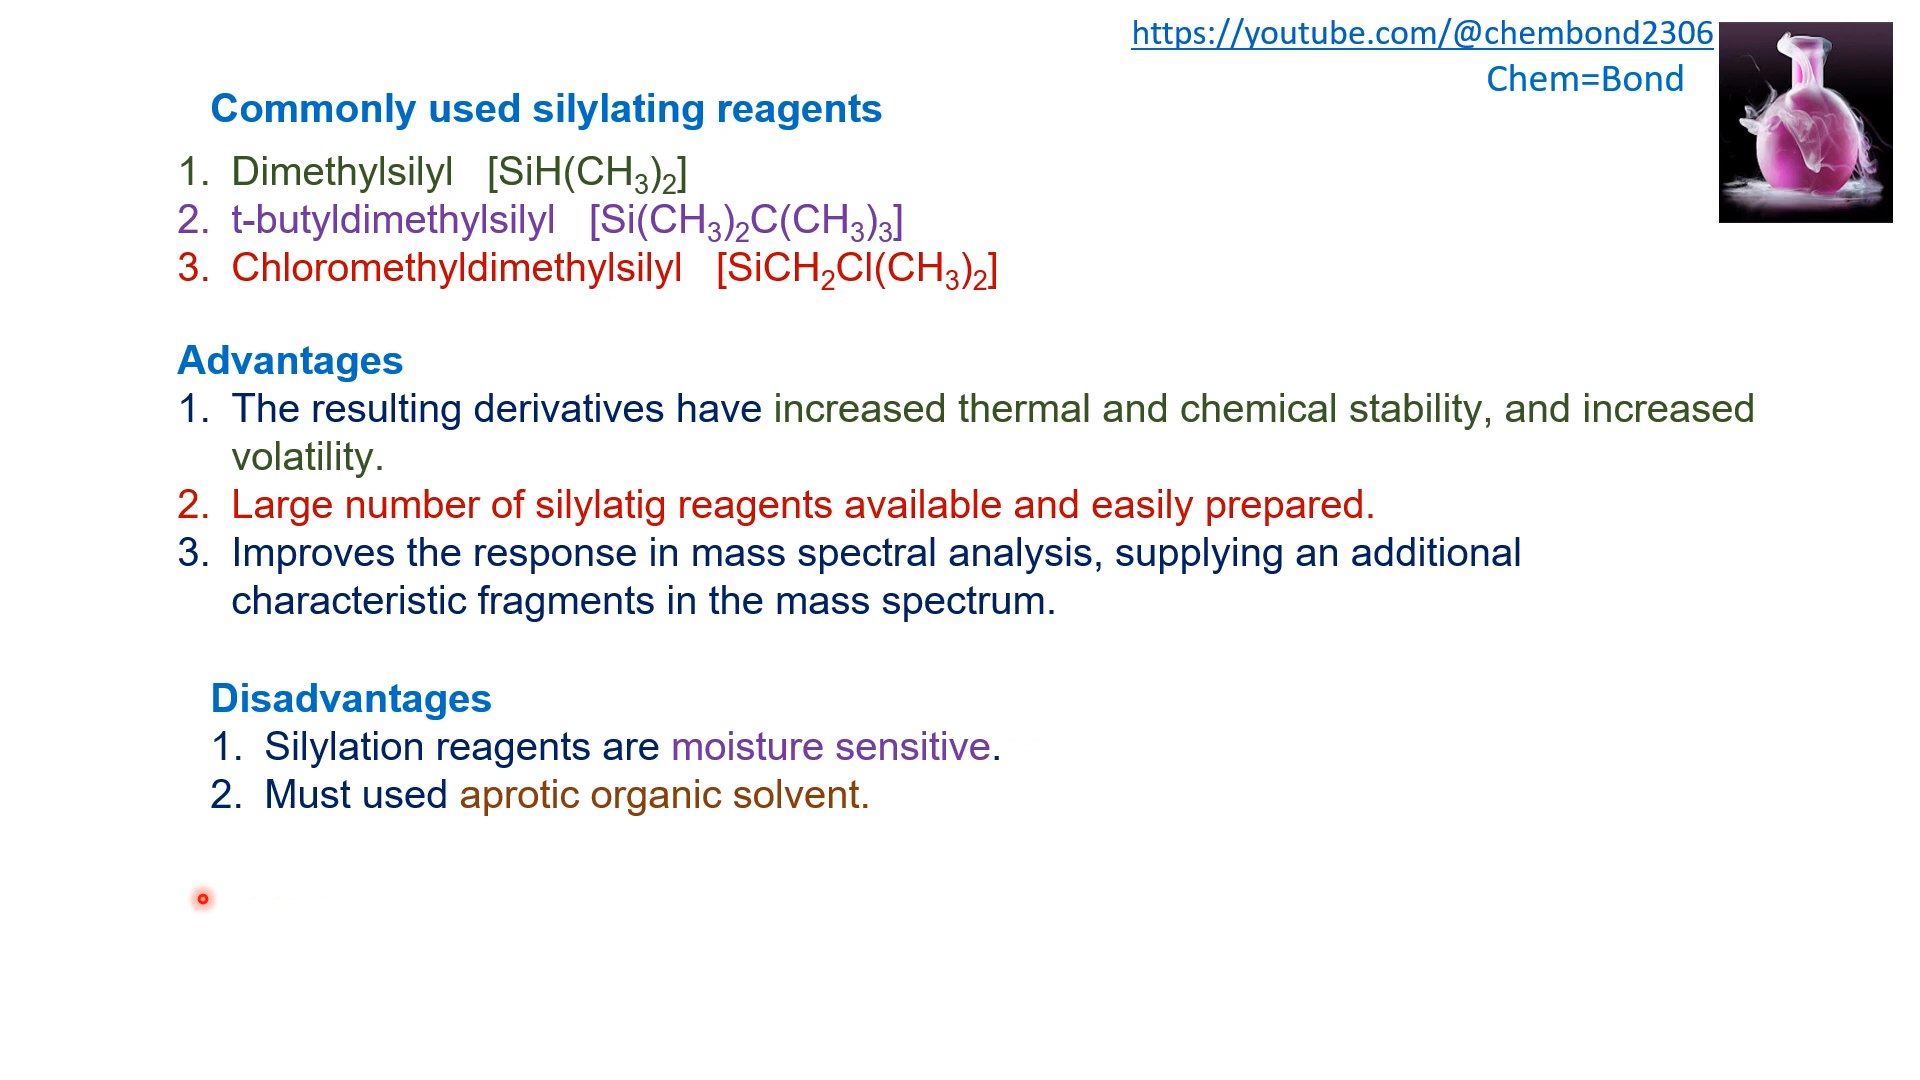 https://youtube.com/@chembond2306
Chem=Bond
Commonly used silylating reagents
1. Dimethylsilyl [SiH(CH₃)₂]
2. t-butyldimethylsilyl [Si(CH₃)₂C(CH₃)₃]
3. Chloromethyldimethylsilyl [SiCH₂Cl(CH₃)₂]
Advantages
1. The resulting derivatives have increased thermal and chemical stability, and increased
volatility.
2. Large number of silylatig reagents available and easily prepared.
3. Improves the response in mass spectral analysis, supplying an additional
characteristic fragments in the mass spectrum.
Disadvantages
1. Silylation reagents are moisture sensitive.
2. Must used aprotic organic solvent.